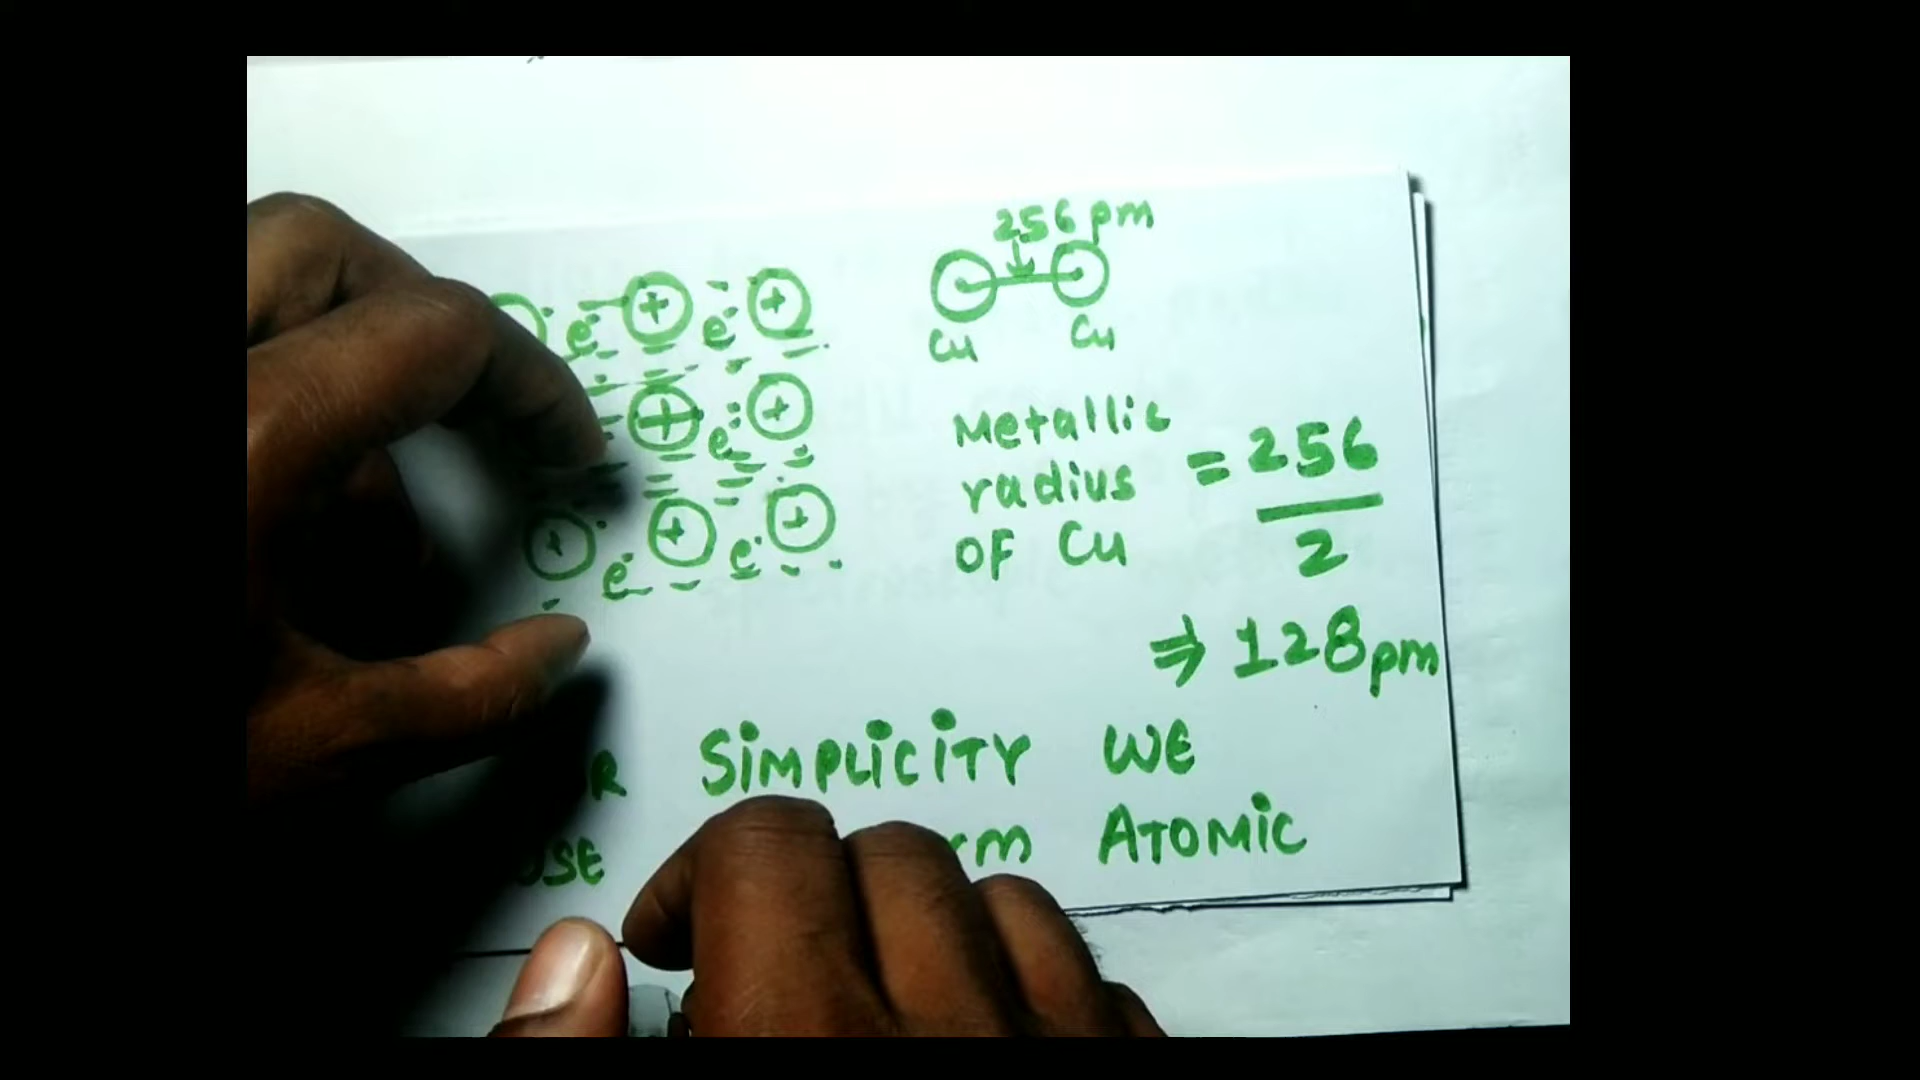 256 pm
Cu Cu
+ +
e⁻ e⁻
+ +
e⁻
+ + +
e⁻ e⁻
Metallic
radius
OF Cu
= 256
2
⇒ 128 pm
SIMPLICITY WE
ATOMIC